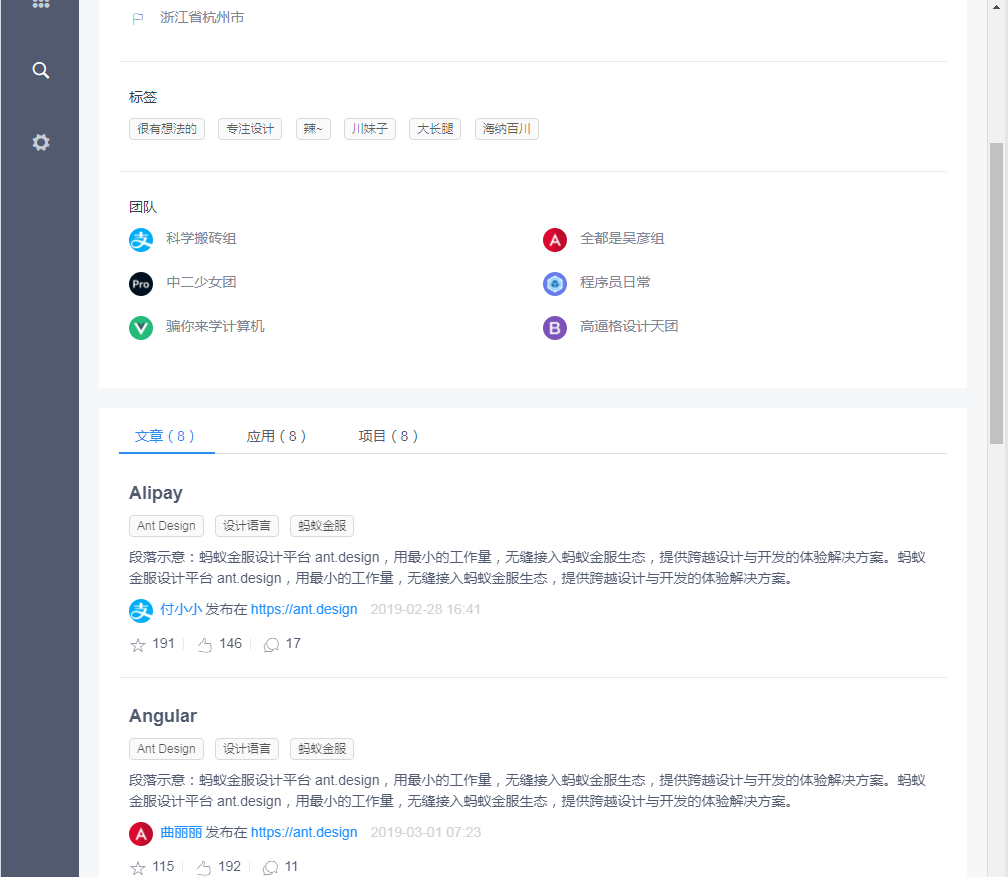 浙江省杭州市
标签
很有想法的 专注设计 辣~ 川妹子 大长腿 海纳百川
团队
科学搬砖组 A 全都是吴彦组
Pro 中二少女团 程序员日常
骗你来学计算机 B 高逼格设计天团
文章（8） 应用（8） 项目（8）
Alipay
Ant Design 设计语言 蚂蚁金服
段落示意：蚂蚁金服设计平台 ant.design，用最小的工作量，无缝接入蚂蚁金服生态，提供跨越设计与开发的体验解决方案。蚂蚁
金服设计平台 ant.design，用最小的工作量，无缝接入蚂蚁金服生态，提供跨越设计与开发的体验解决方案。
付小小 发布在 https://ant.design 2019-02-28 16:41
191 146 17
Angular
Ant Design 设计语言 蚂蚁金服
段落示意：蚂蚁金服设计平台 ant.design，用最小的工作量，无缝接入蚂蚁金服生态，提供跨越设计与开发的体验解决方案。蚂蚁
金服设计平台 ant.design，用最小的工作量，无缝接入蚂蚁金服生态，提供跨越设计与开发的体验解决方案。
A 曲丽丽 发布在 https://ant.design 2019-03-01 07:23
115 192 11